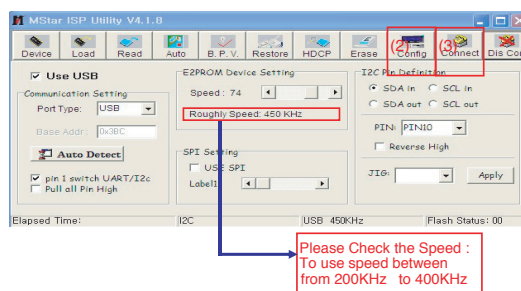 MStar ISP Utility V4.1.8
Device Load Read Auto B. P. V. Restore HDCP Erase Config Connect Dis Con
(2) (3)
Use USB
Communication Setting
Port Type: USB
Base Addr: 0x3BC
Auto Detect
pin 1 switch UART/I2c
Pull all Pin High
E2PROM Device Setting
Speed : 74
Roughly Speed: 450 KHz
SPI Setting
USE SPI
Label1
I2C Pin Definition
SDA in SCL in
SDA out SCL out
PIN: PIN10
Reverse High
JIG: Apply
Elapsed Time: I2C USB 450KHz Flash Status: 00
Please Check the Speed :
To use speed between
from 200KHz to 400KHz